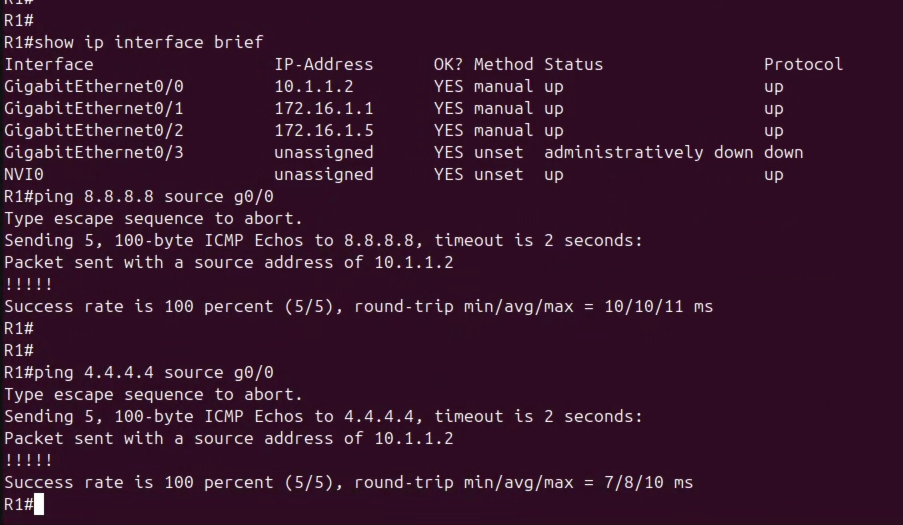 R1#
R1#
R1#show ip interface brief
Interface                  IP-Address      OK? Method Status                Protocol
GigabitEthernet0/0         10.1.1.2        YES manual up                    up
GigabitEthernet0/1         172.16.1.1      YES manual up                    up
GigabitEthernet0/2         172.16.1.5      YES manual up                    up
GigabitEthernet0/3         unassigned      YES unset  administratively down down
NVI0                       unassigned      YES unset  up                    up
R1#ping 8.8.8.8 source g0/0
Type escape sequence to abort.
Sending 5, 100-byte ICMP Echos to 8.8.8.8, timeout is 2 seconds:
Packet sent with a source address of 10.1.1.2
!!!!!
Success rate is 100 percent (5/5), round-trip min/avg/max = 10/10/11 ms
R1#
R1#
R1#ping 4.4.4.4 source g0/0
Type escape sequence to abort.
Sending 5, 100-byte ICMP Echos to 4.4.4.4, timeout is 2 seconds:
Packet sent with a source address of 10.1.1.2
!!!!!
Success rate is 100 percent (5/5), round-trip min/avg/max = 7/8/10 ms
R1#